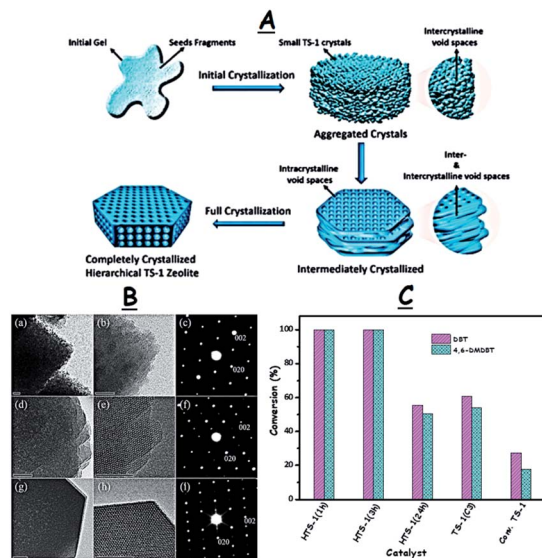 A
Initial Gel
Seeds Fragments
Initial Crystallization
Small TS-1 crystals
Intercrystalline
void spaces
Aggregated Crystals
Intracrystalline
void spaces
Inter-
&
Intercrystalline void spaces
Full Crystallization
Completely Crystallized
Hierarchical TS-1 Zeolite
Intermediately Crystallized
B
(a)
(b)
(c)
002
020
(d)
(e)
(f)
002
020
(g)
(h)
(i)
002
020
C
100
80
60
40
20
0
Conversion (%)
DBT
4,6-DMDBT
HTS-1(1h)
HTS-1(3h)
HTS-1(24h)
TS-1(C3)
Con. TS-1
Catalyst